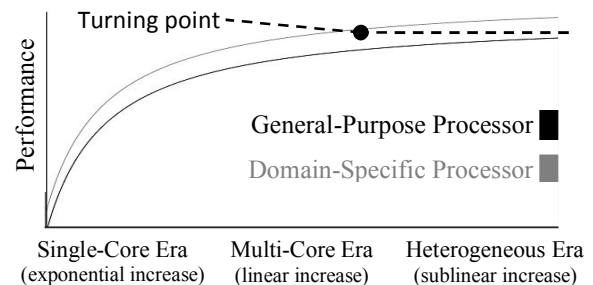 Turning point
Performance
General-Purpose Processor
Domain-Specific Processor
Single-Core Era Multi-Core Era Heterogeneous Era
(exponential increase) (linear increase) (sublinear increase)